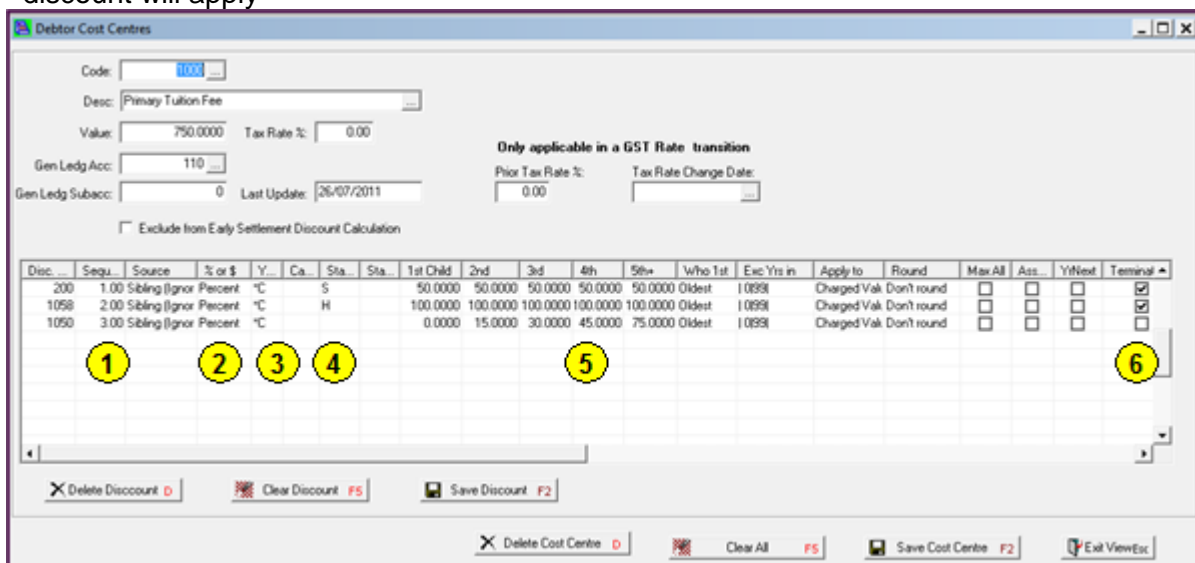 discount will apply
Debtor Cost Centres
Code: 1000 ...
Desc: Primary Tuition Fee ...
Value: 750.0000 Tax Rate %: 0.00
Only applicable in a GST Rate transition
Gen Ledg Acc: 110 ... Prior Tax Rate %: Tax Rate Change Date:
Gen Ledg Subacc: 0 Last Update: 26/07/2011 0.00 ...
Exclude from Early Settlement Discount Calculation
Disc. ... Sequ... Source % or $ Y... Ca... Sta... Sta... 1st Child 2nd 3rd 4th 5th+ Who 1st Exc Yrs in Apply to Round Max All Ass... YrNext Terminal
200 1.00 Sibling (Ignor Percent *C S 50.0000 50.0000 50.0000 50.0000 50.0000 Oldest | 0|99| Charged Valu Don't round
1058 2.00 Sibling (Ignor Percent *C H 100.0000 100.0000 100.0000 100.0000 100.0000 Oldest | 0|99| Charged Valu Don't round
1050 3.00 Sibling (Ignor Percent *C 0.0000 15.0000 30.0000 45.0000 75.0000 Oldest | 0|99| Charged Valu Don't round
1 2 3 4 5 6
Delete Disccount D Clear Discount F5 Save Discount F2
Delete Cost Centre D Clear All F5 Save Cost Centre F2 Exit View Esc